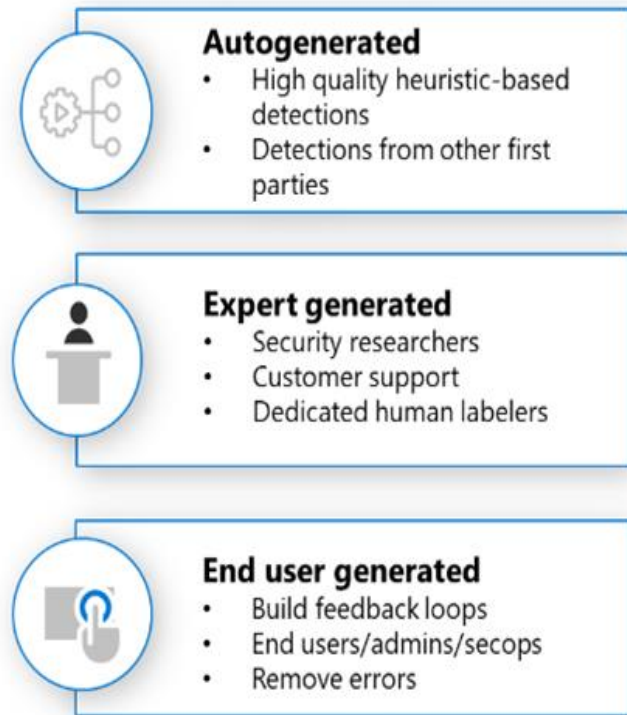 Autogenerated
• High quality heuristic-based
detections
• Detections from other first
parties
Expert generated
• Security researchers
• Customer support
• Dedicated human labelers
End user generated
• Build feedback loops
• End users/admins/secops
• Remove errors